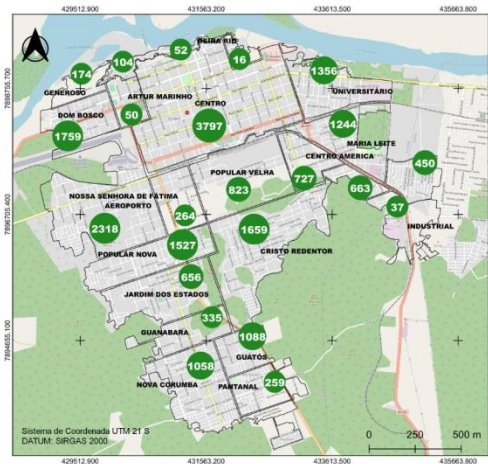 429512.900 431563.200 433613.500 435663.800
7898755.700
7896705.400
7894655.100
BEIRA RIO
52
104
16
174
1356
GENEROSO
UNIVERSITÁRIO
ARTUR MARINHO
DOM BOSCO
50
CENTRO
1759
3797
1244
MARIA LEITE
CENTRO AMERICA
450
POPULAR VELHA
727
663
NOSSA SENHORA DE FÁTIMA
823
AEROPORTO
264
37
2318
1659
INDUSTRIAL
1527
CRISTO REDENTOR
POPULAR NOVA
656
JARDIM DOS ESTADOS
335
GUANABARA
1088
GUATÓS
1058
NOVA CORUMBA
PANTANAL
259
Sistema de Coordenada UTM 21 S
DATUM: SIRGAS 2000
0 250 500 m
429512.900 431563.200 433613.500 435663.800